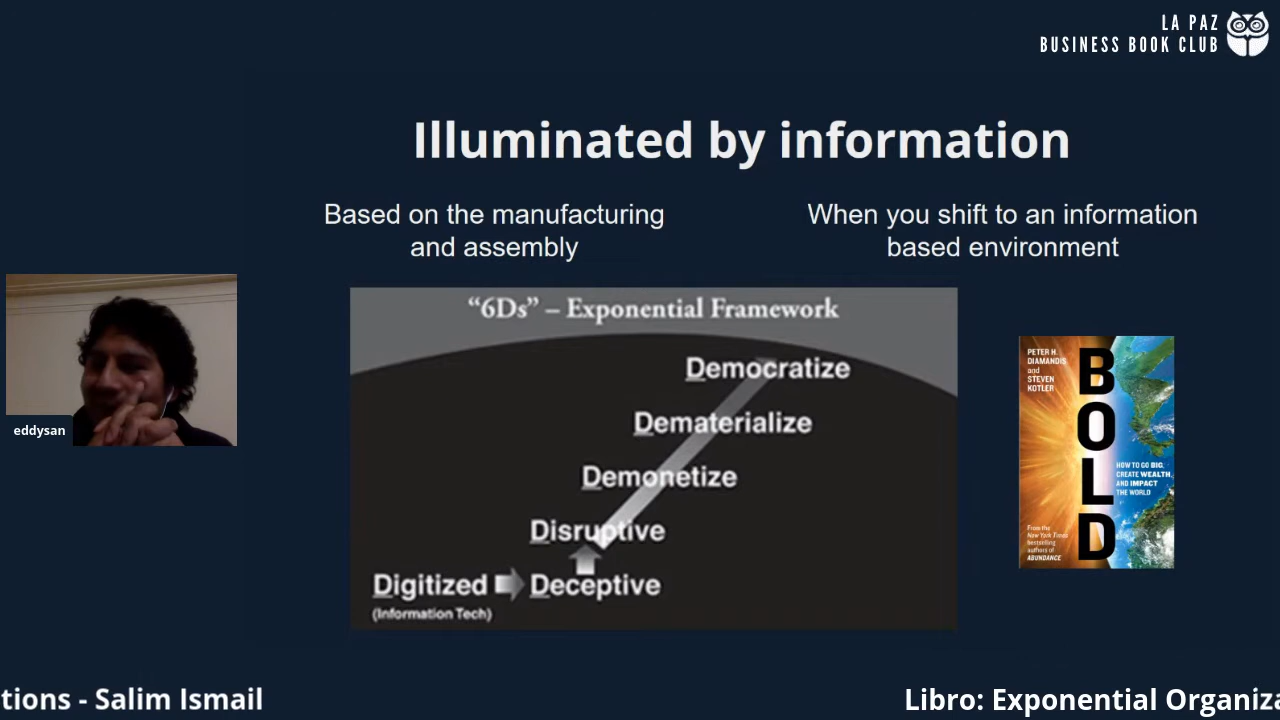 LA PAZ
BUSINESS BOOK CLUB
Illuminated by information
Based on the manufacturing
and assembly
When you shift to an information
based environment
“6Ds” – Exponential Framework
Democratize
Dematerialize
Demonetize
Disruptive
Digitized
Deceptive
(Information Tech)
eddysan
PETER H.
DIAMANDIS
and
STEVEN
KOTLER
BOLD
HOW TO GO BIG,
CREATE WEALTH,
AND IMPACT
THE WORLD
From the
New York Times
bestselling
authors of
ABUNDANCE
tions - Salim Ismail
Libro: Exponential Organiza